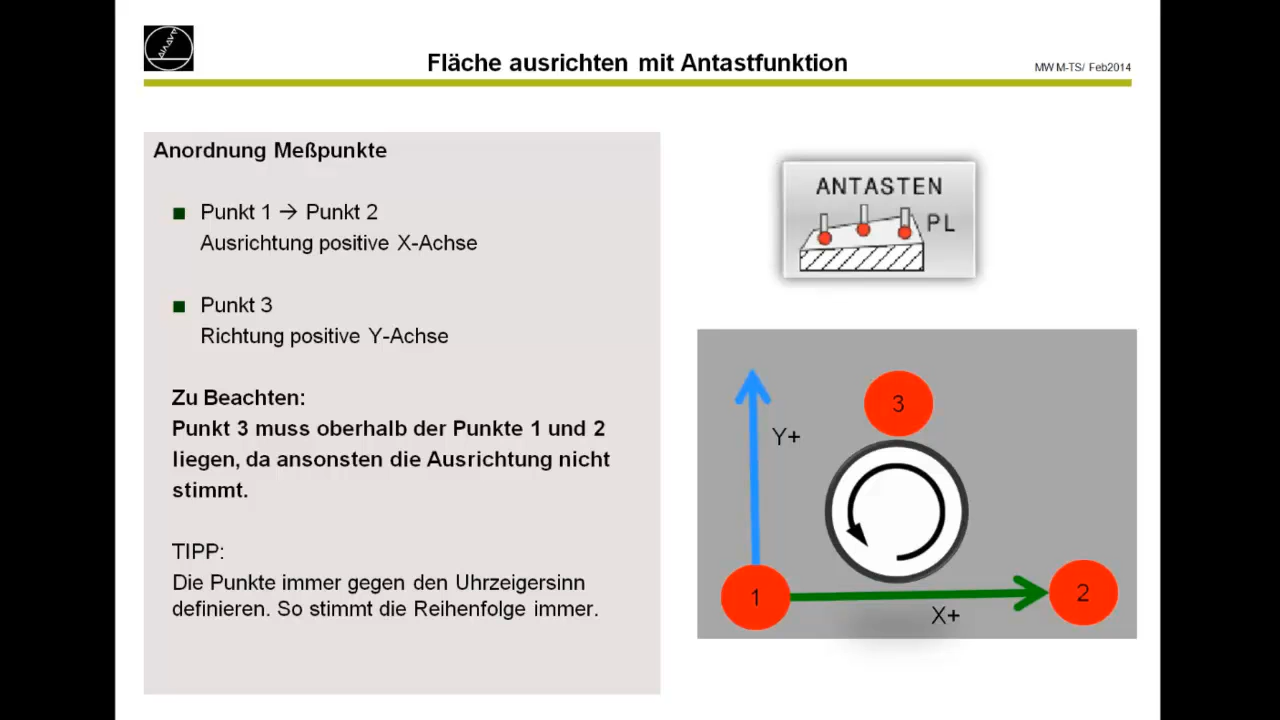 Fläche ausrichten mit Antastfunktion
MW M-TS/ Feb2014
Anordnung Meßpunkte
Punkt 1 → Punkt 2
Ausrichtung positive X-Achse
Punkt 3
Richtung positive Y-Achse
Zu Beachten:
Punkt 3 muss oberhalb der Punkte 1 und 2
liegen, da ansonsten die Ausrichtung nicht
stimmt.
TIPP:
Die Punkte immer gegen den Uhrzeigersinn
definieren. So stimmt die Reihenfolge immer.
ANTASTEN
PL
3
Y+
1
2
X+